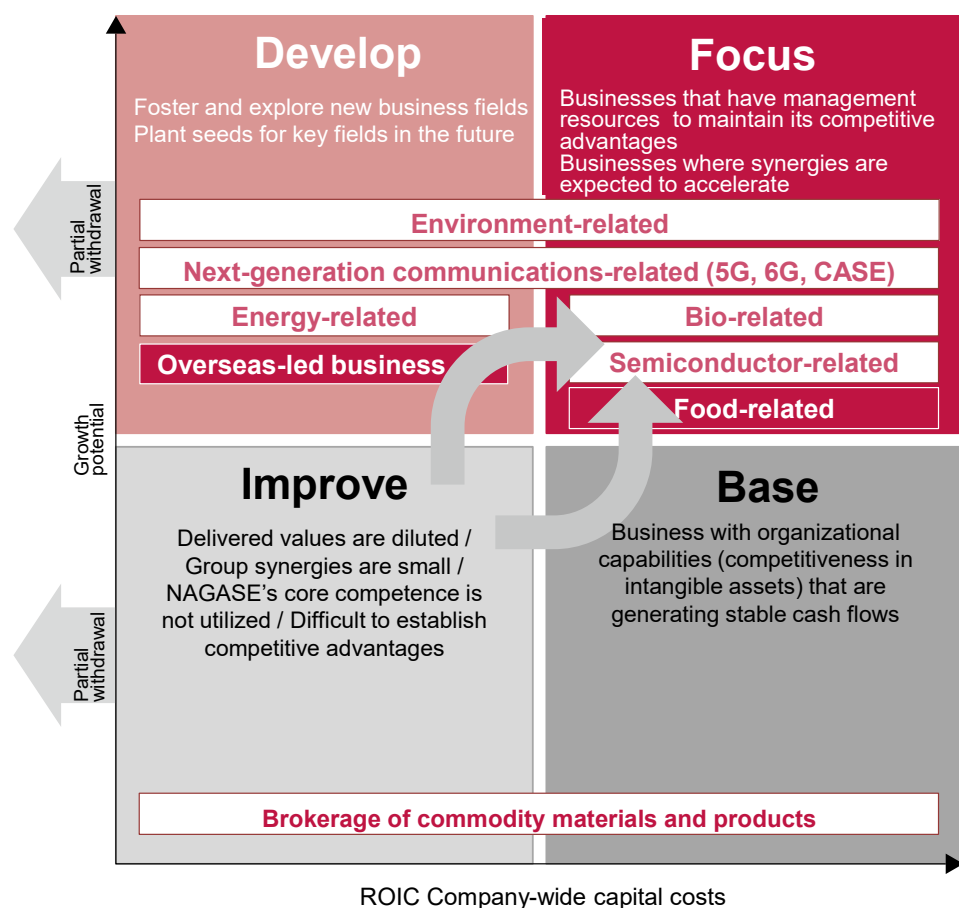 Develop
Foster and explore new business fields
Plant seeds for key fields in the future
Focus
Businesses that have management
resources to maintain its competitive
advantages
Businesses where synergies are
expected to accelerate
Partial
withdrawal
Environment-related
Next-generation communications-related (5G, 6G, CASE)
Energy-related
Bio-related
Overseas-led business
Semiconductor-related
Food-related
Growth
potential
Improve
Delivered values are diluted /
Group synergies are small /
NAGASE's core competence is
not utilized / Difficult to establish
competitive advantages
Base
Business with organizational
capabilities (competitiveness in
intangible assets) that are
generating stable cash flows
Partial
withdrawal
Brokerage of commodity materials and products
ROIC Company-wide capital costs